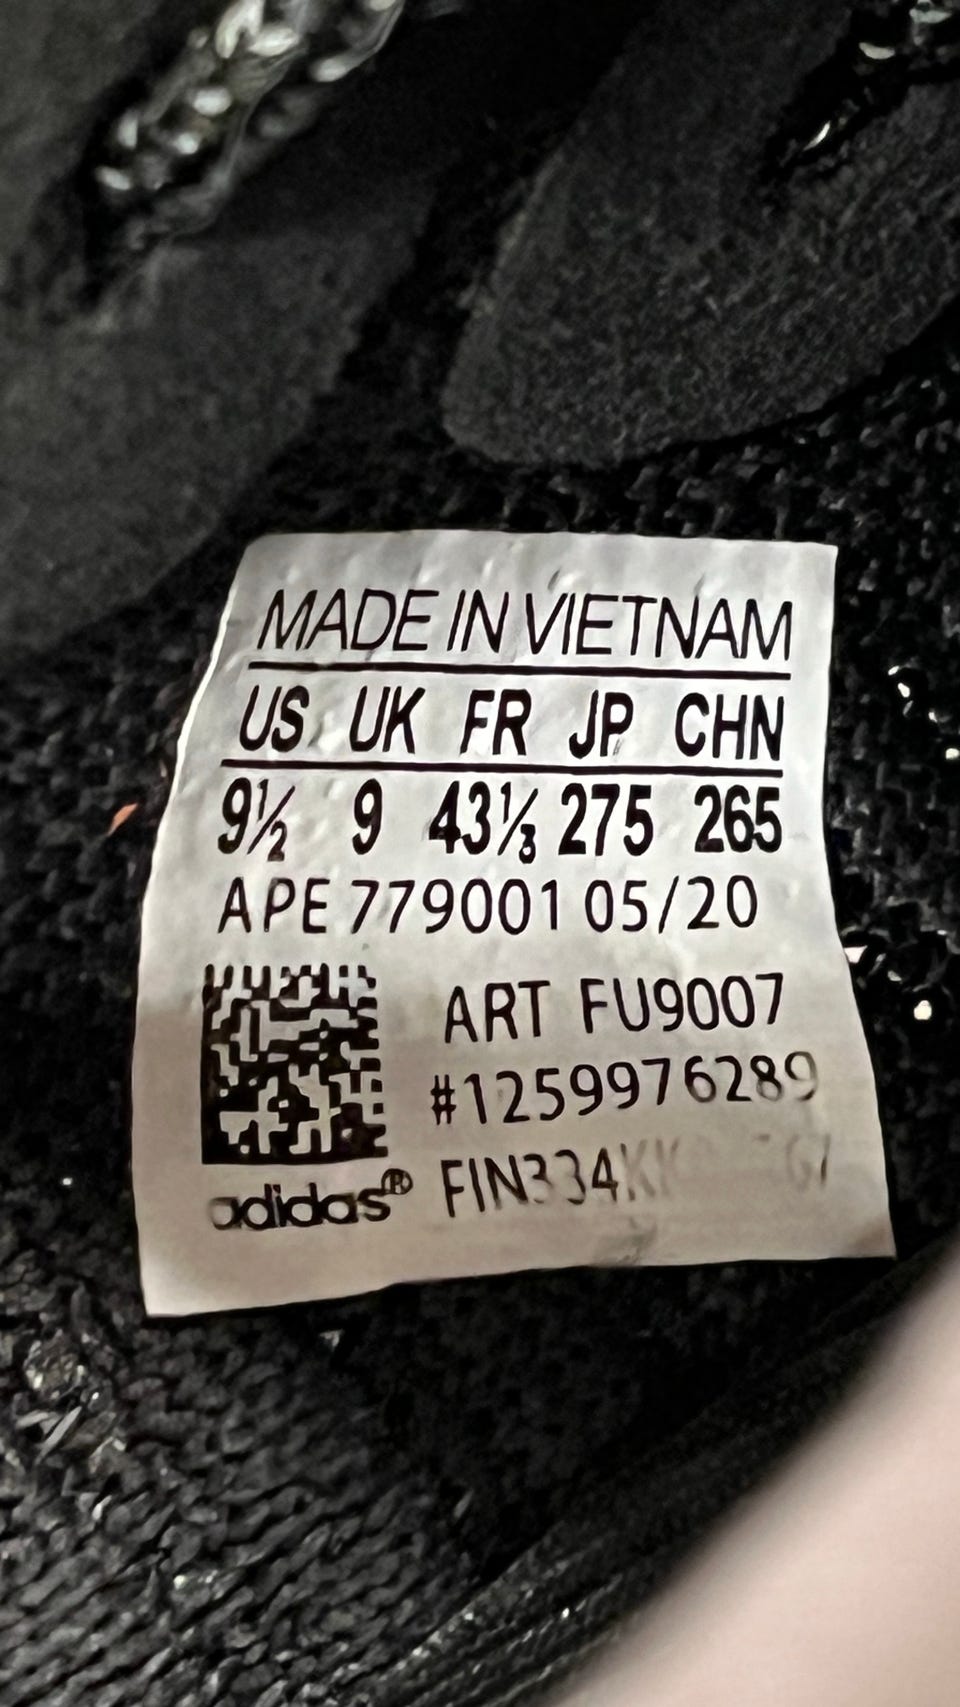 MADE IN VIETNAM
US UK FR JP CHN
9½ 9 43⅓ 275 265
APE 779001 05/20
ART FU9007
#1259976289
adidas®